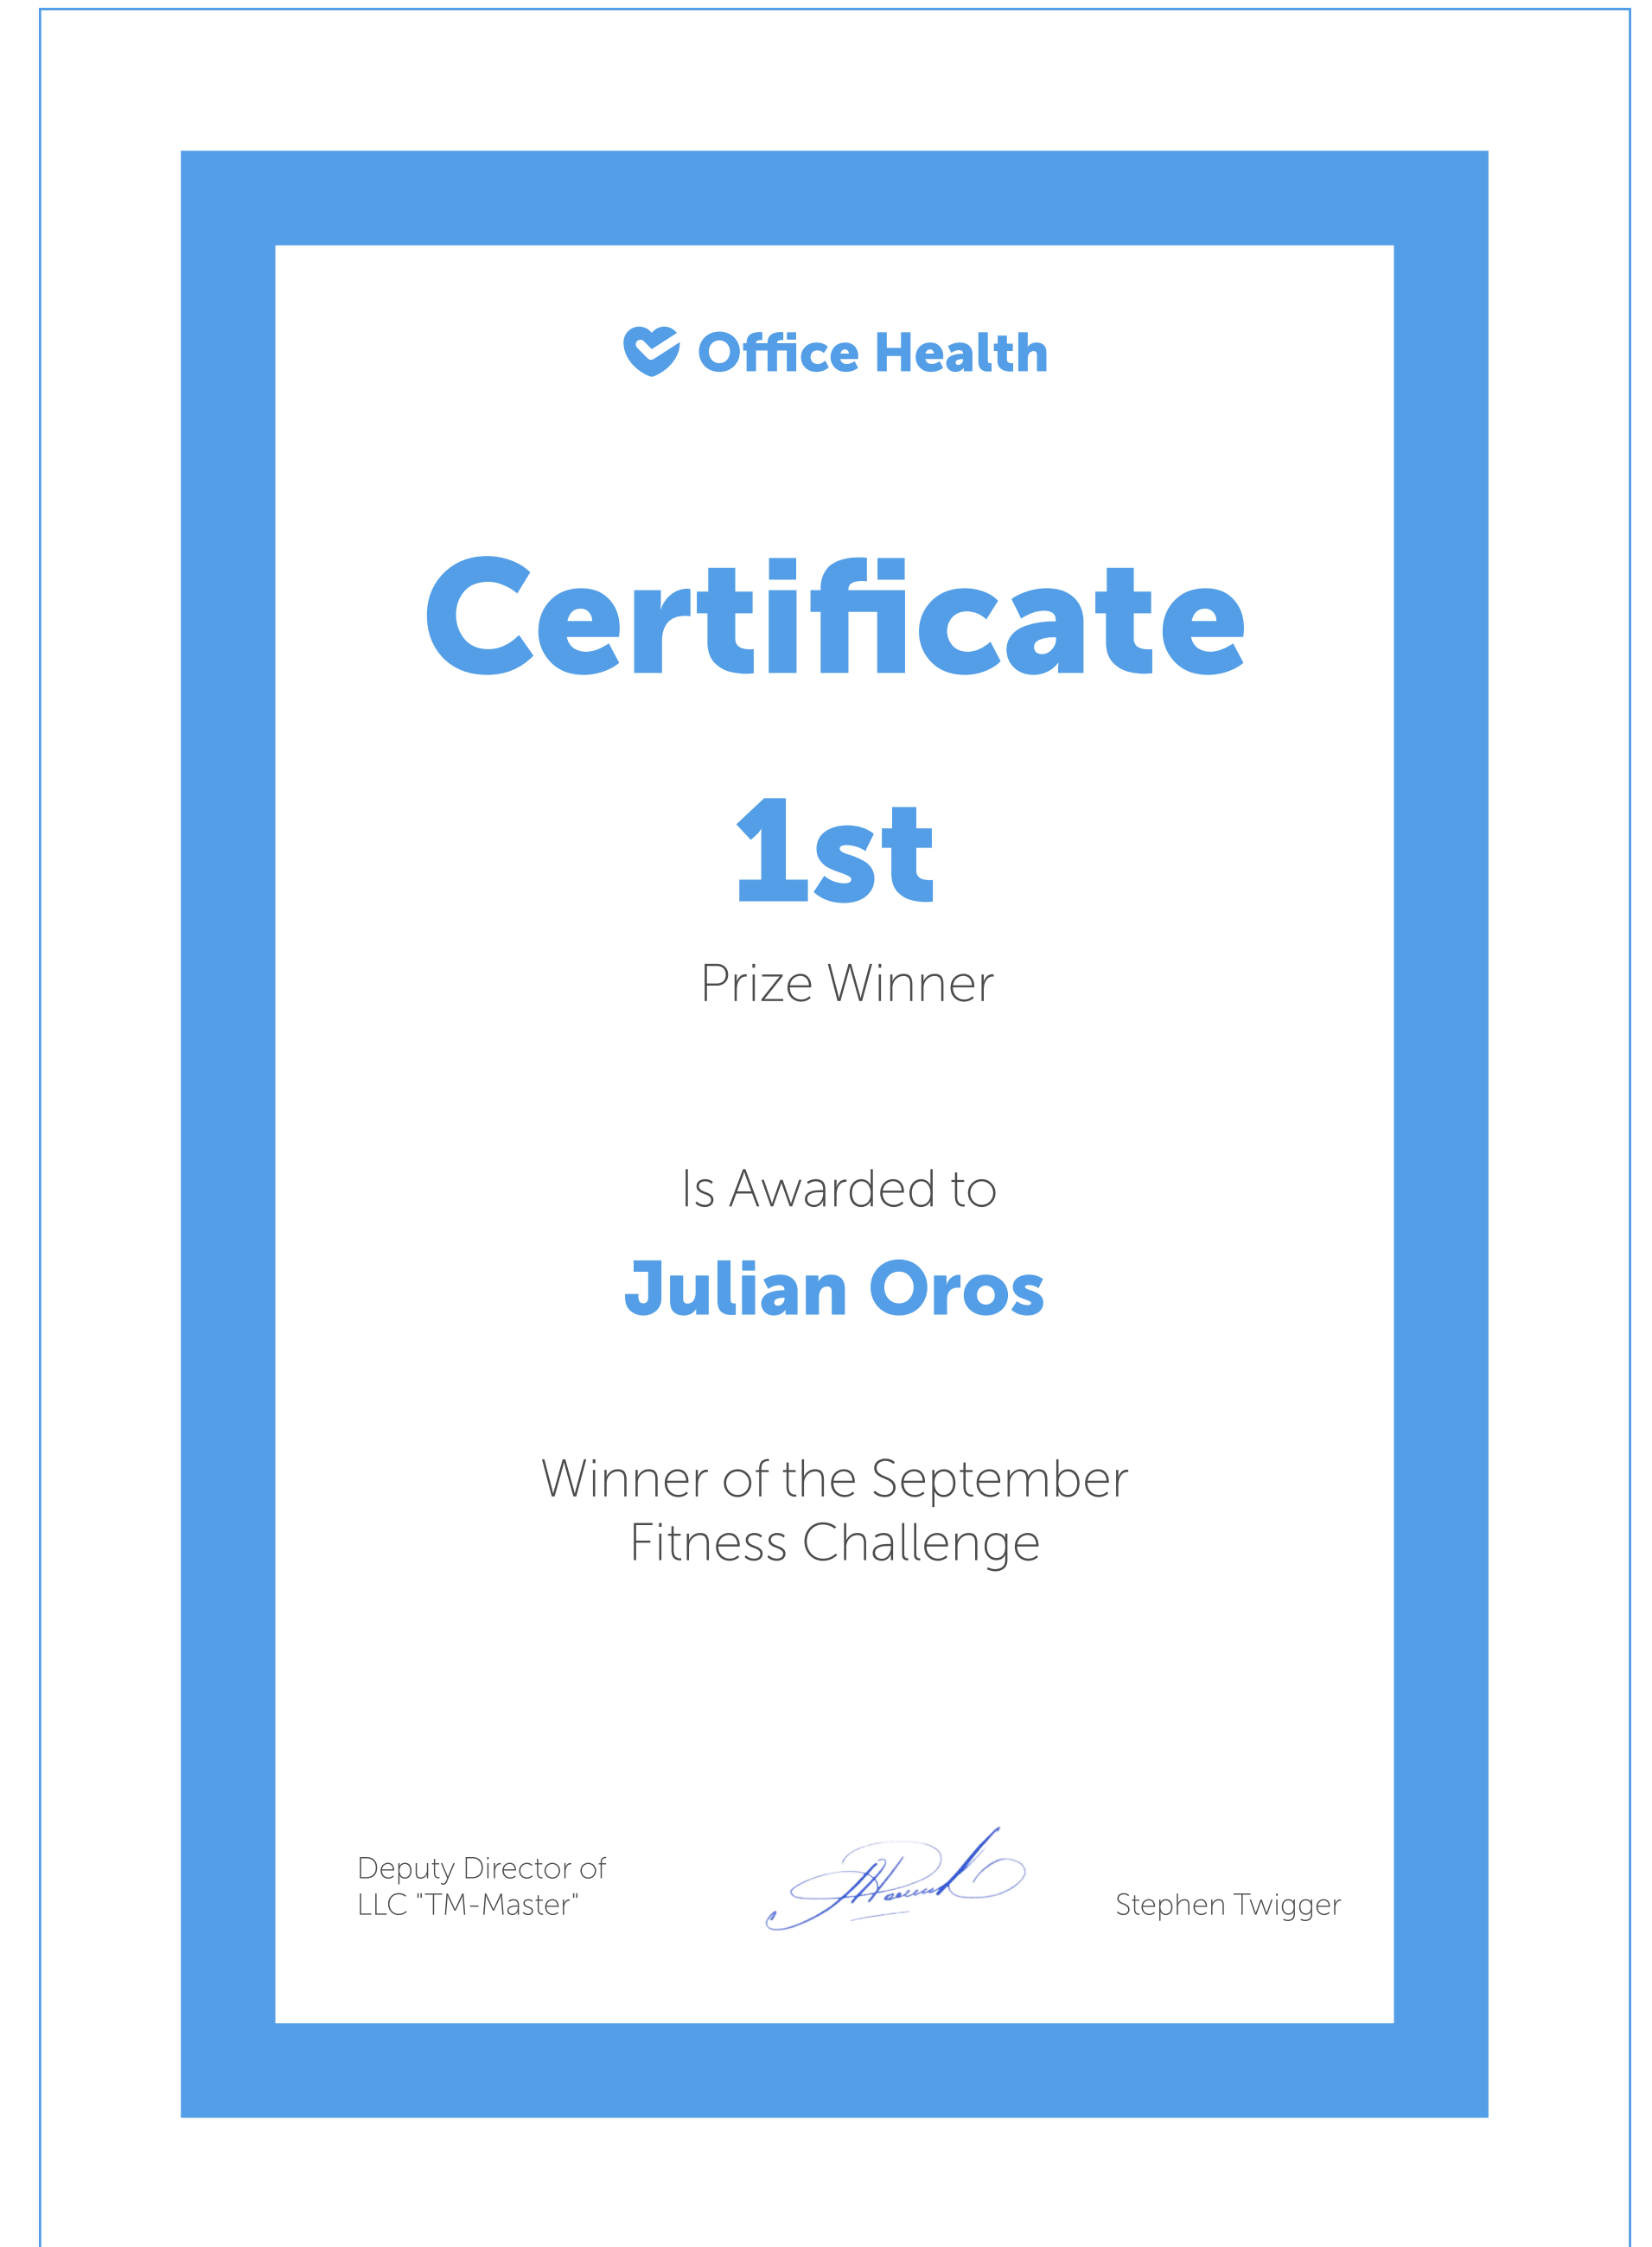 Office Health
Certificate
1st
Prize Winner
Is Awarded to
Julian Oros
Winner of the September
Fitness Challenge
Deputy Director of
LLC "TM-Master"
Stephen Twigger